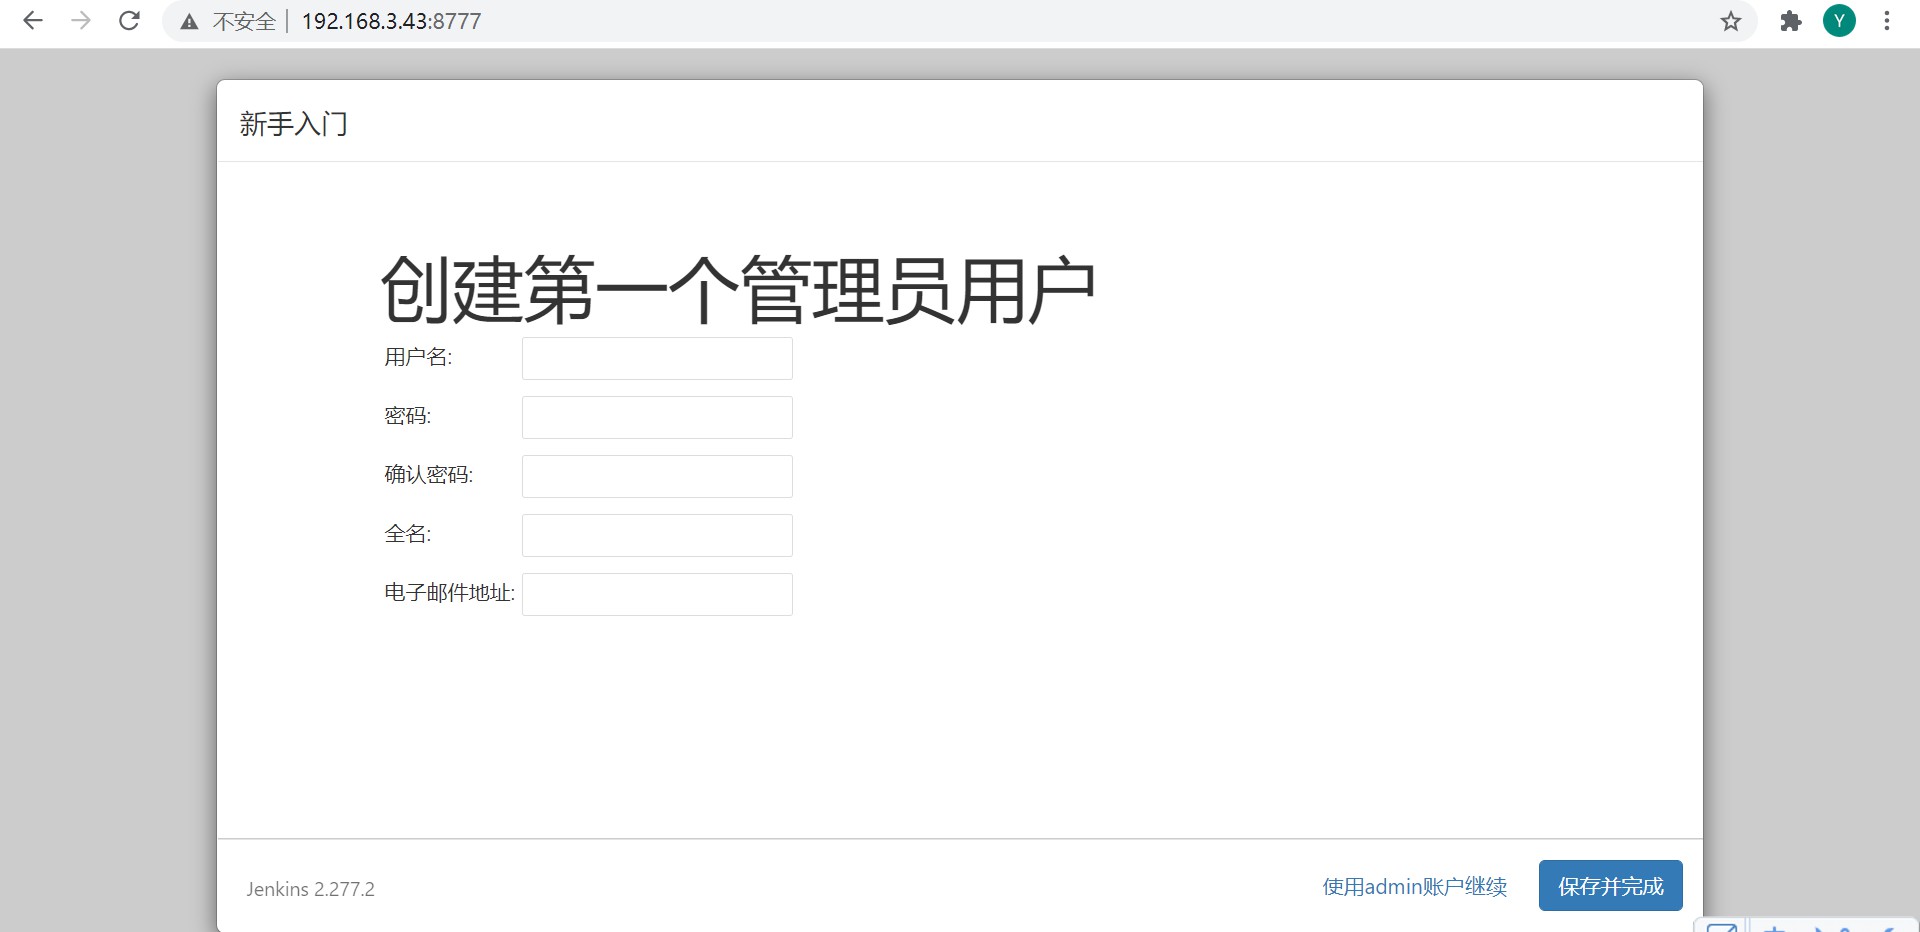 不安全 | 192.168.3.43:8777
Y
新手入门
创建第一个管理员用户
用户名:
密码:
确认密码:
全名:
电子邮件地址:
Jenkins 2.277.2
使用admin账户继续
保存并完成